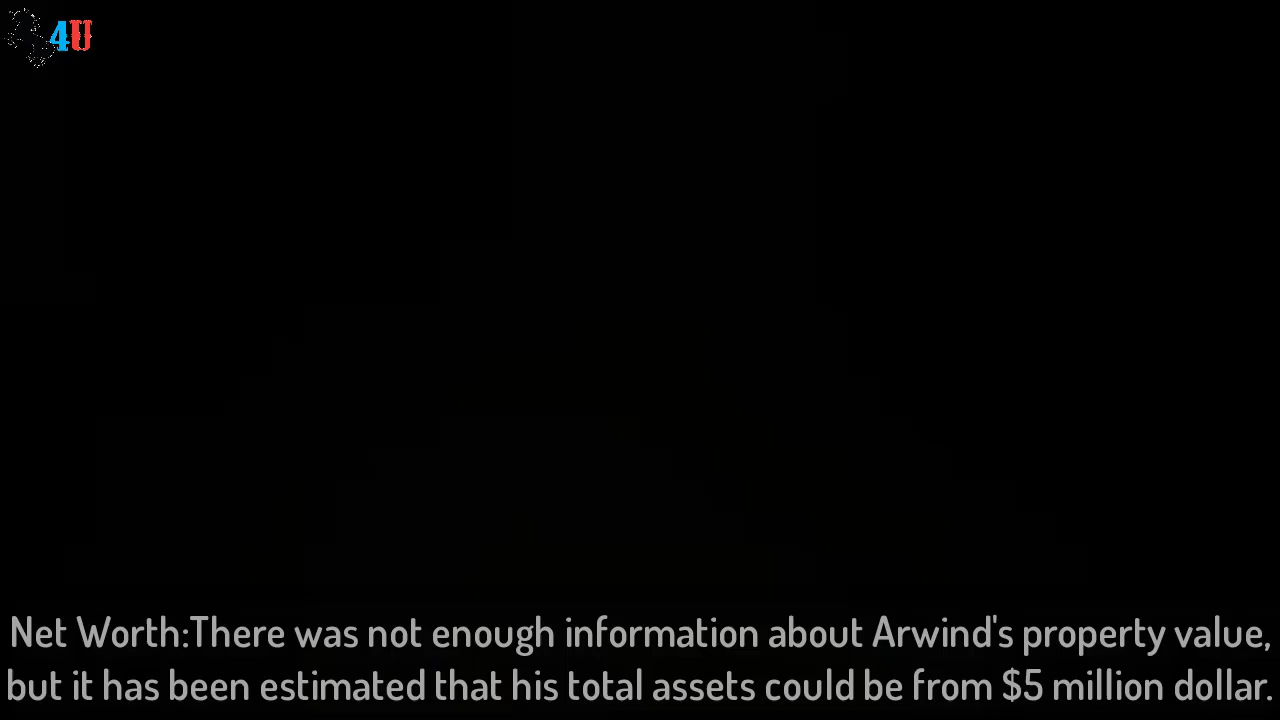 4U
Net Worth:There was not enough information about Arwind's property value,
but it has been estimated that his total assets could be from $5 million dollar.